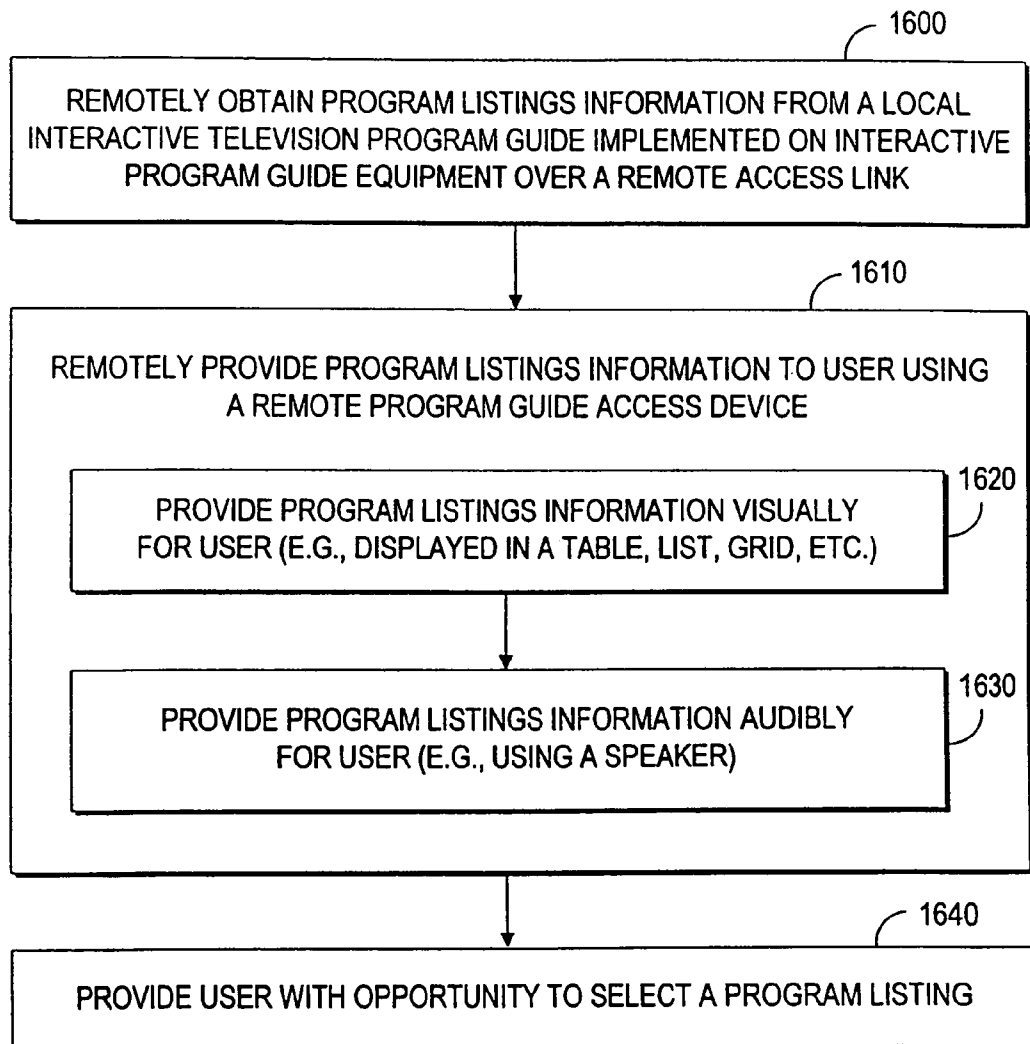 1600
REMOTELY OBTAIN PROGRAM LISTINGS INFORMATION FROM A LOCAL
INTERACTIVE TELEVISION PROGRAM GUIDE IMPLEMENTED ON INTERACTIVE
PROGRAM GUIDE EQUIPMENT OVER A REMOTE ACCESS LINK
1610
REMOTELY PROVIDE PROGRAM LISTINGS INFORMATION TO USER USING
A REMOTE PROGRAM GUIDE ACCESS DEVICE
1620
PROVIDE PROGRAM LISTINGS INFORMATION VISUALLY
FOR USER (E.G., DISPLAYED IN A TABLE, LIST, GRID, ETC.)
1630
PROVIDE PROGRAM LISTINGS INFORMATION AUDIBLY
FOR USER (E.G., USING A SPEAKER)
1640
PROVIDE USER WITH OPPORTUNITY TO SELECT A PROGRAM LISTING